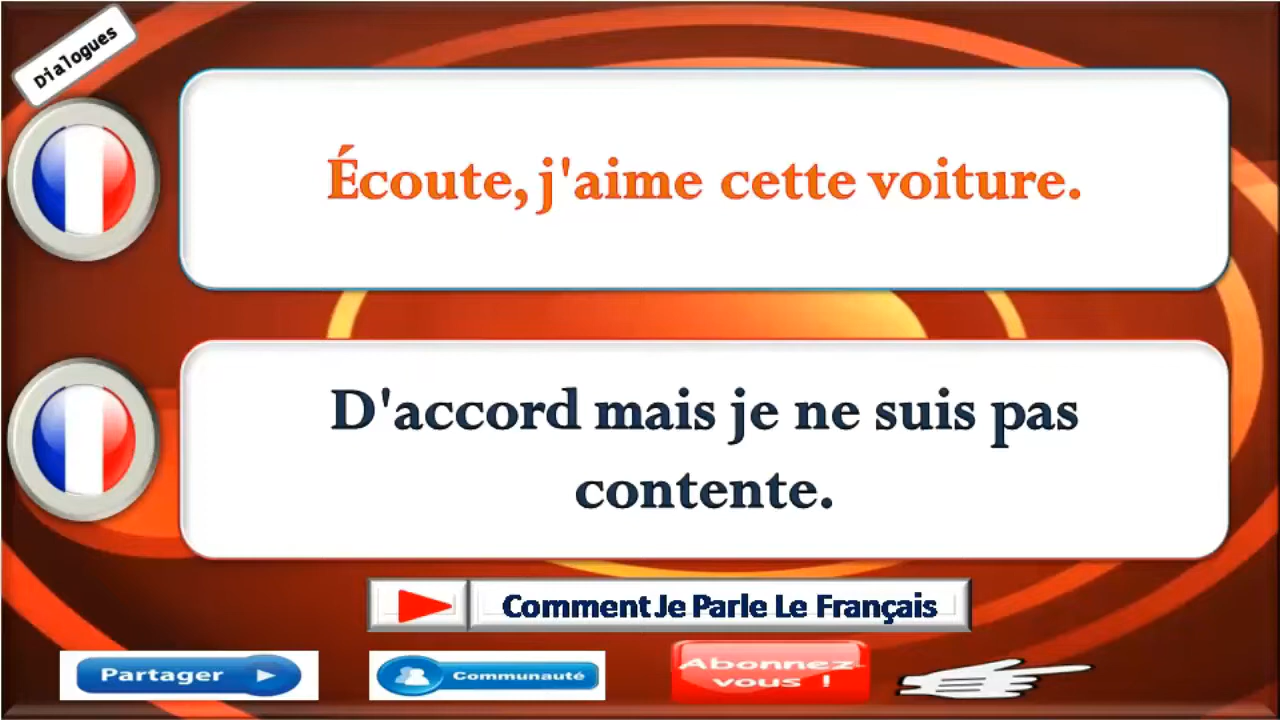 Dialogues
Écoute, j'aime cette voiture.
D'accord mais je ne suis pas
contente.
Comment Je Parle Le Français
Partager
Communauté
Abonnez
vous !